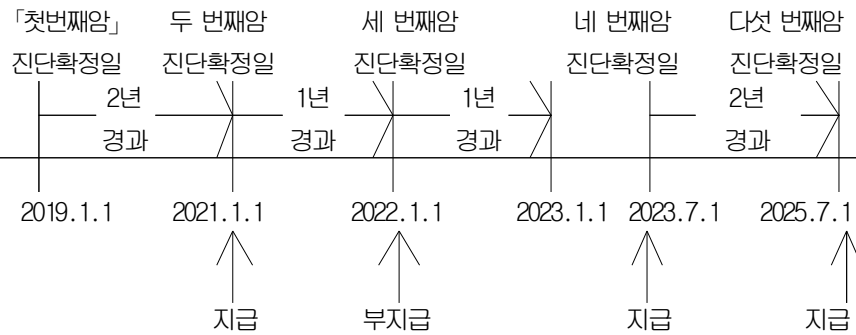 「첫번째암」 두 번째암 세 번째암 네 번째암 다섯 번째암
진단확정일 진단확정일 진단확정일 진단확정일 진단확정일
2년 1년 1년 2년
경과 경과 경과 경과
2019.1.1 2021.1.1 2022.1.1 2023.1.1 2023.7.1 2025.7.1
지급 부지급 지급 지급